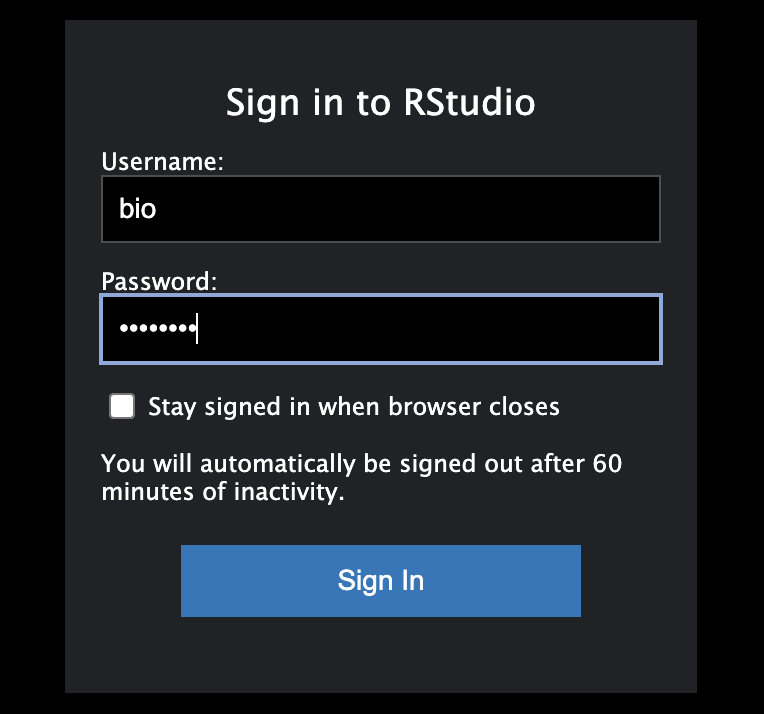 Sign in to RStudio
Username:
bio
Password:
••••••••
Stay signed in when browser closes
You will automatically be signed out after 60
minutes of inactivity.
Sign In